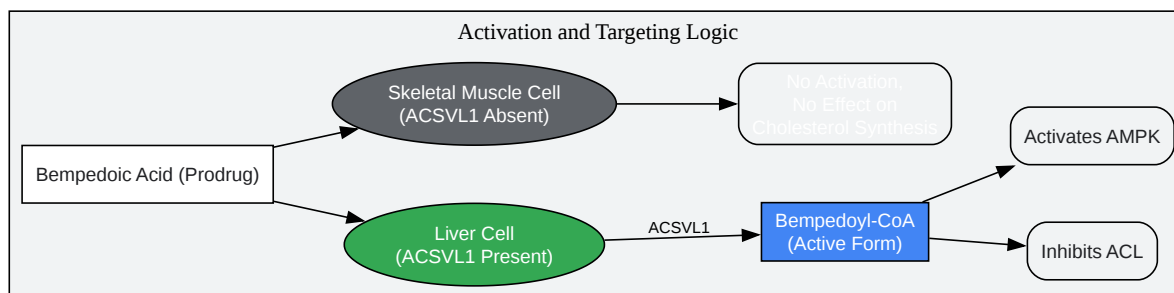 Activation and Targeting Logic
Skeletal Muscle Cell
(ACSVL1 Absent)
No Activation,
No Effect on
Cholesterol Synthesis
Bempedoic Acid (Prodrug)
Liver Cell
(ACSVL1 Present)
ACSVL1
Bempedoyl-CoA
(Active Form)
Activates AMPK
Inhibits ACL